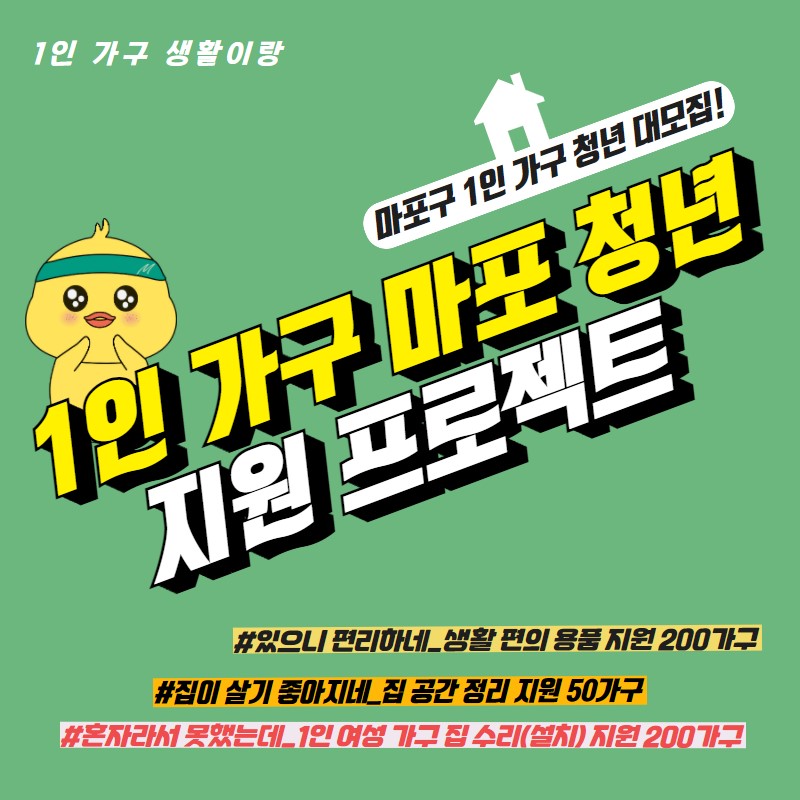 1인 가구 생활이랑
마포구 1인 가구 청년 대모집!
1인 가구 마포 청년
지원 프로젝트
#있으니 편리하네_생활 편의 용품 지원 200가구
#집이 살기 좋아지네_집 공간 정리 지원 50가구
#혼자라서 못했는데_1인 여성 가구 집 수리(설치) 지원 200가구